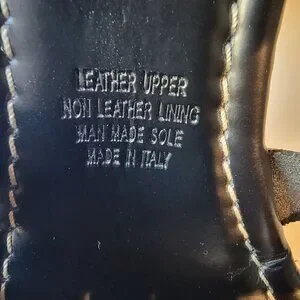 LEATHER UPPER
NON LEATHER LINING
MAN MADE SOLE
MADE IN ITALY